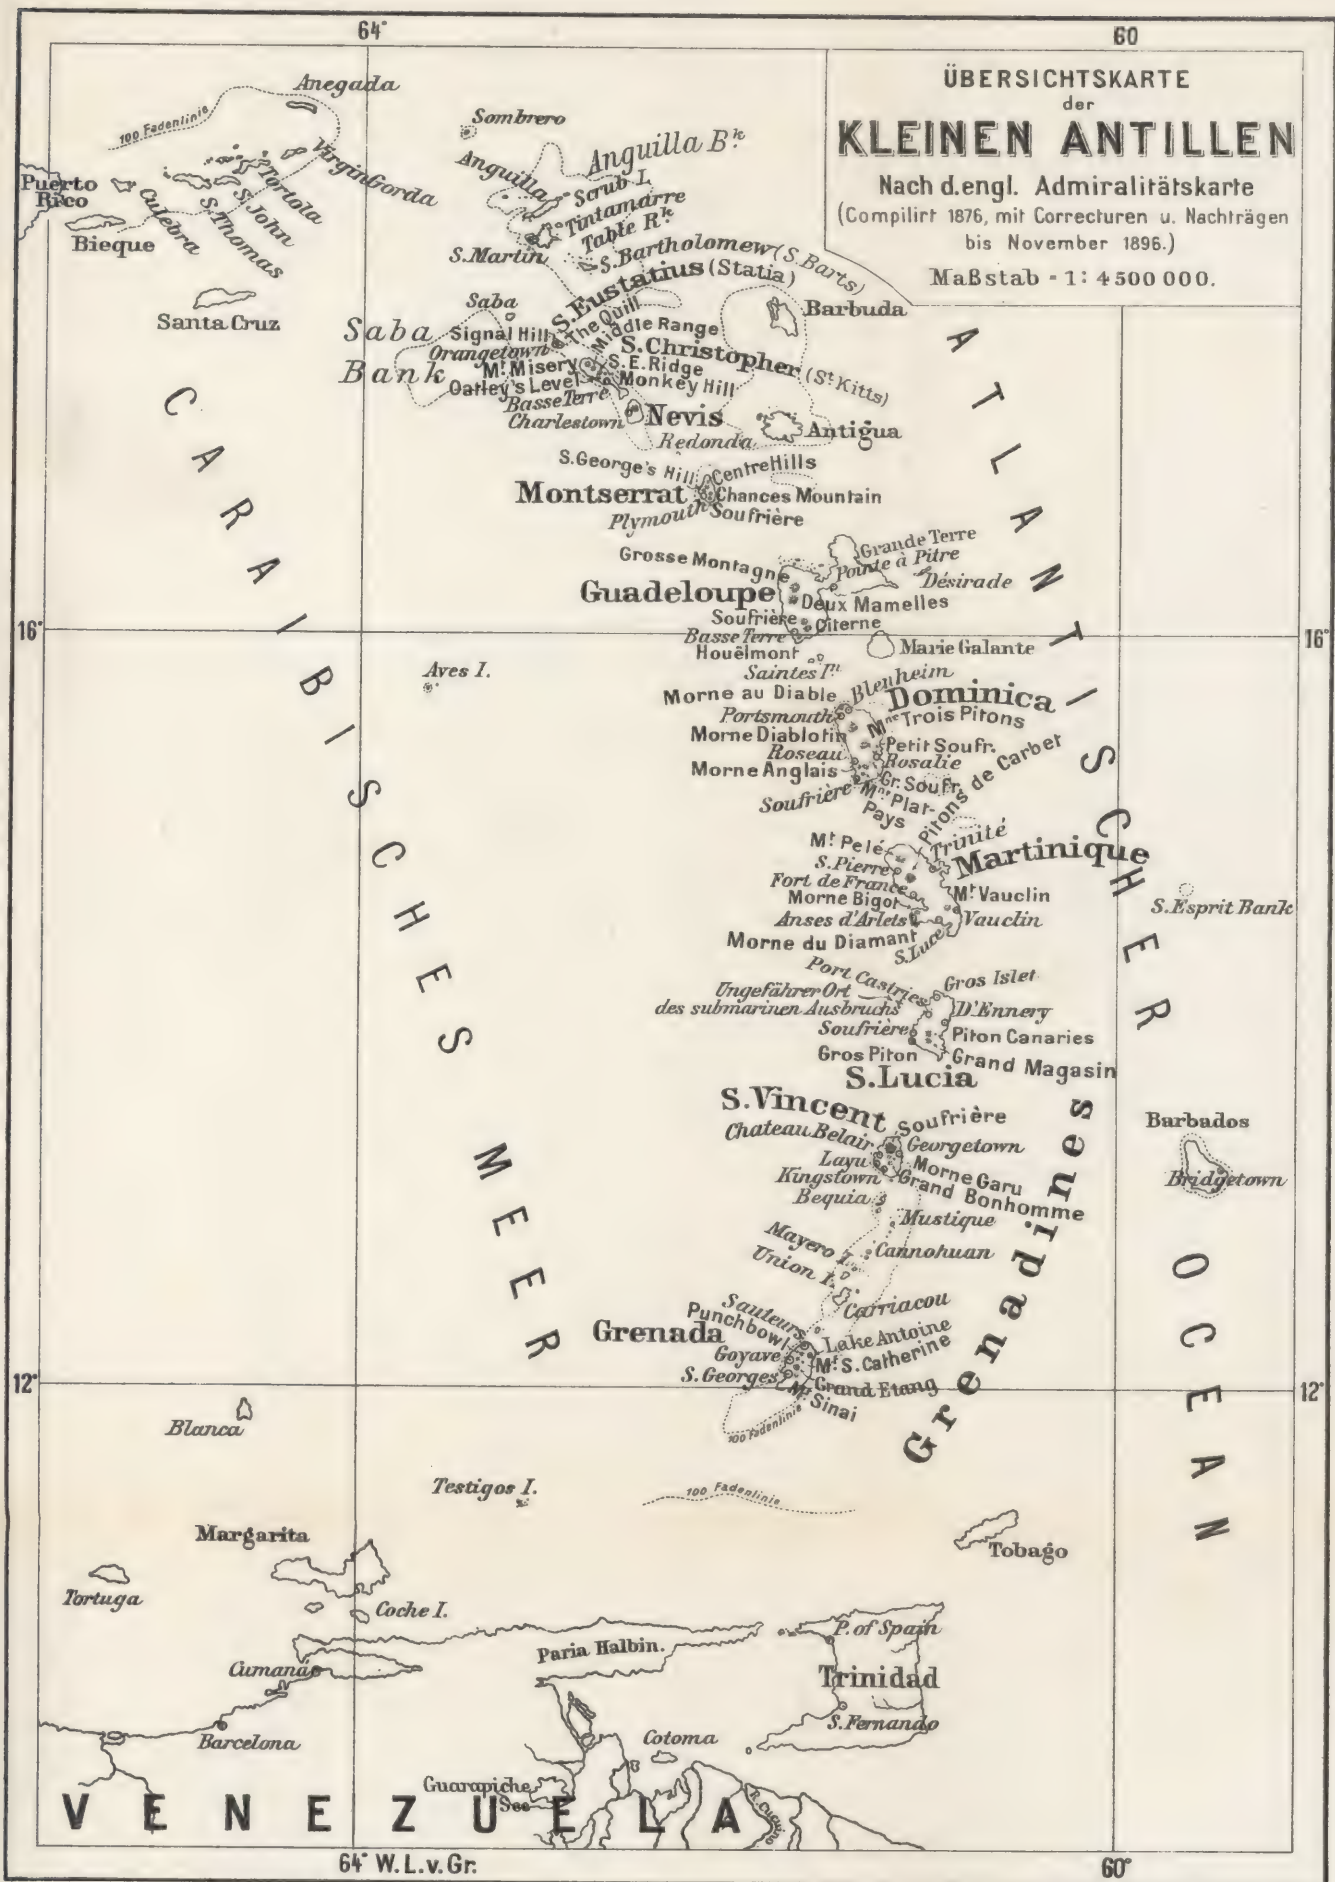 64°
60
ÜBERSICHTSKARTE
der
KLEINEN ANTILLEN
Nach d.engl. Admiralitätskarte
(Compilirt 1876, mit Correcturen u. Nachträgen
bis November 1896.)
Maßstab = 1: 4 500 000.
Anegada
100 Fadenlinie
Sombrero
Anguilla Bk.
Anguilla
Scrub I.
Tintamarre
Table Rk.
Virgin Gorda
Tortola
S. John
S. Thomas
Culebra
Puerto
Rico
Bieque
S. Martin
S. Bartholomew (S. Barts)
S. Eustatius (Statia)
Santa Cruz
Saba
Saba
Bank
Signal Hill
The Quill
Orangetown
Middle Range
S. Christopher (St Kitts)
Mt. Misery
S.E. Ridge
Oatley's Level
Monkey Hill
Basse Terre
Charlestown
Nevis
Barbuda
Redonda
Antigua
S. George's Hill
Centre Hills
Montserrat
Chances Mountain
Plymouth
Soufrière
Grande Terre
Pointe à Pitre
Grosse Montagne
Désirade
Guadeloupe
Deux Mamelles
Soufrière
Citerne
Basse Terre
Houëlmont
Marie Galante
16°
16°
Aves I.
Saintes In.
Blenheim
Morne au Diable
Dominica
Portsmouth
Mne Trois Pitons
Morne Diablotin
Petit Soufr.
Roseau
Rosalie
Morne Anglais
Gr. Soufr.
Soufrière
Mne Plat-
Pays
Pitons de Carbet
Mt. Pelé
Trinité
Martinique
S. Pierre
Fort de France
Mt. Vauclin
Morne Bigot
Anses d'Arlets
Vauclin
Morne du Diamant
S. Luce
S. Esprit Bank
Port Castries
Gros Islet
Ungefährer Ort
des submarinen Ausbruchs
D'Ennery
Soufrière
Piton Canaries
Gros Piton
Grand Magasin
S. Lucia
S. Vincent
Soufrière
Chateau Belair
Georgetown
Layu
Morne Garu
Kingstown
Grand Bonhomme
Bequia
Mustique
Barbados
Bridgetown
Mayero I.
Cannohuan
Union I.
Carriacou
Grenadines
Sauteurs
Punchbowl
Lake Antoine
Grenada
Goyave
Mt. S. Catherine
S. Georges
Grand Etang
Mt. Sinai
100 Fadenlinie
12°
12°
CARIBISCHES MEER
ATLANTISCHER OCEAN
Blanca
Testigos I.
100 Fadenlinie
Margarita
Tobago
Tortuga
Coche I.
Paria Halbin.
P. of Spain
Cumaná
Trinidad
S. Fernando
Barcelona
Cotoma
Guarapiche
See
VENEZUELA
64° W.L.v.Gr.
60°